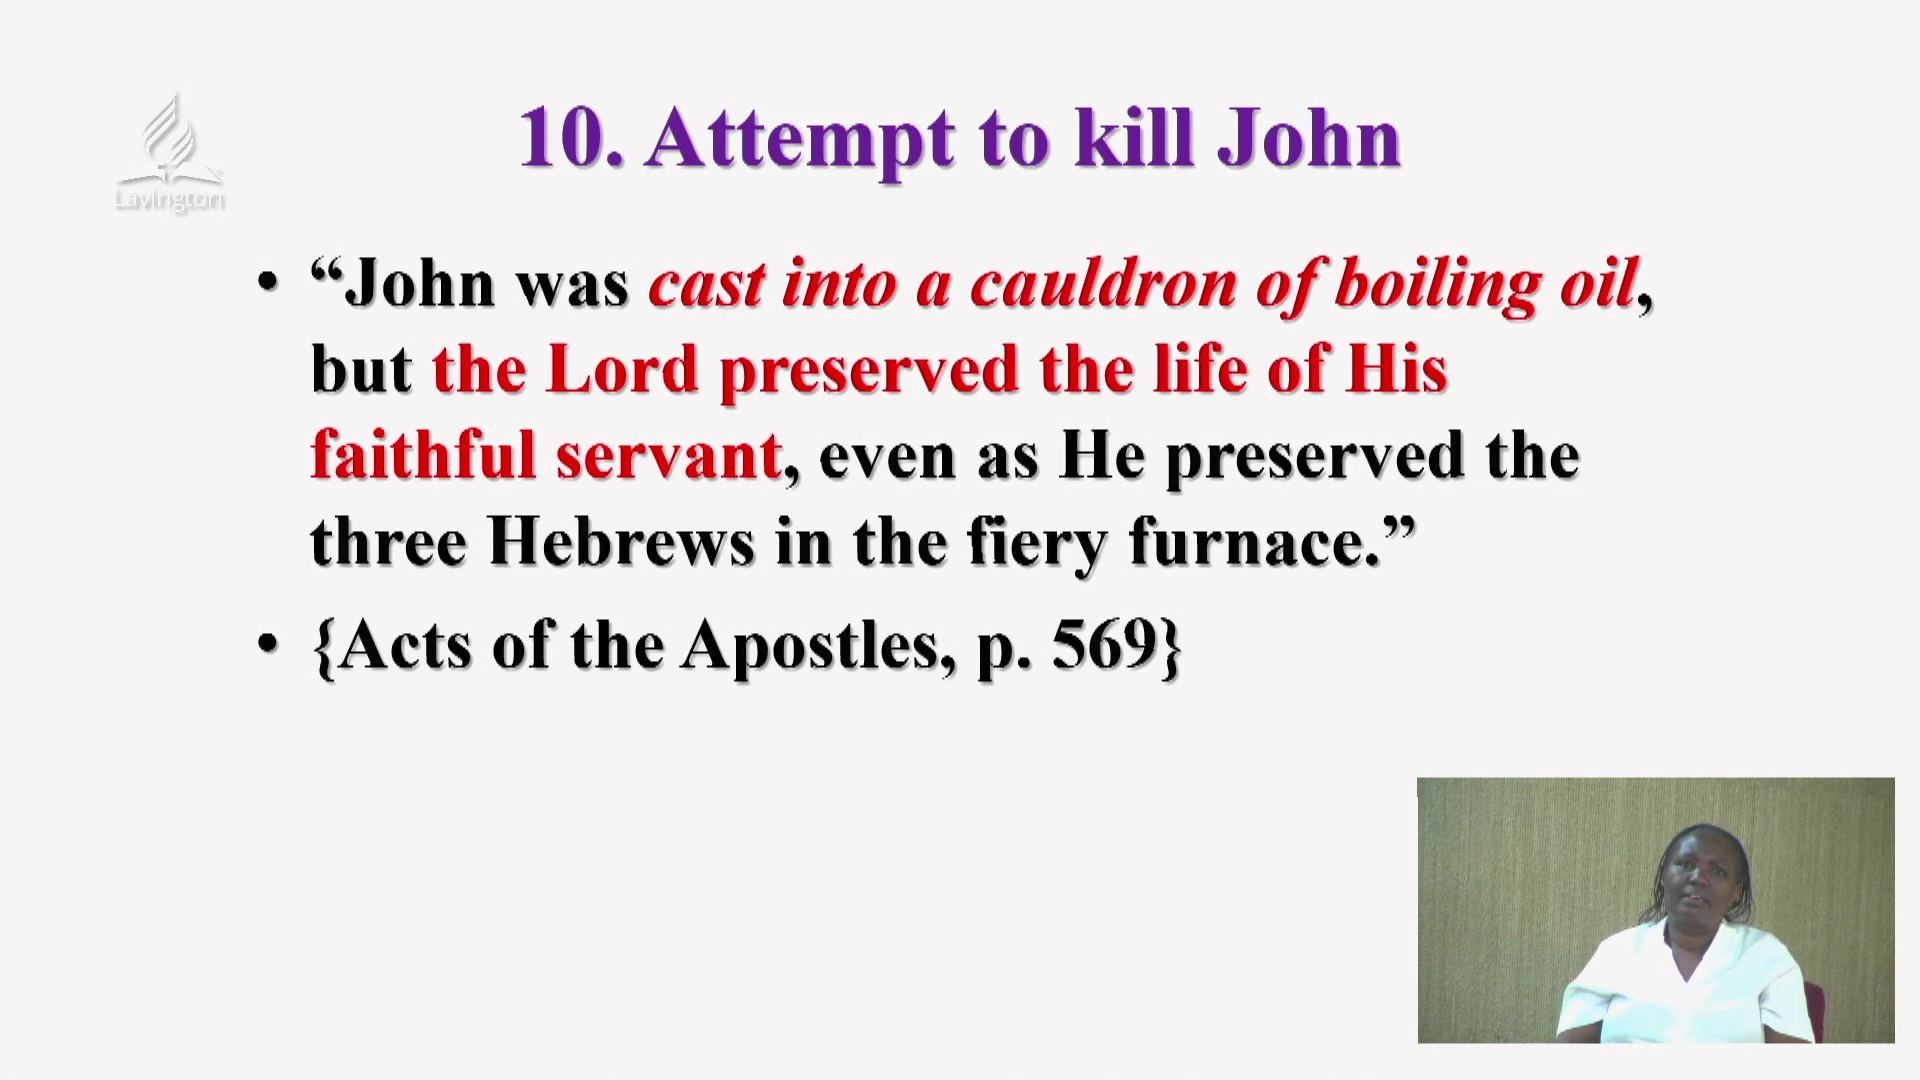 10. Attempt to kill John
Lavington
• “John was cast into a cauldron of boiling oil,
but the Lord preserved the life of His
faithful servant, even as He preserved the
three Hebrews in the fiery furnace.”
• {Acts of the Apostles, p. 569}